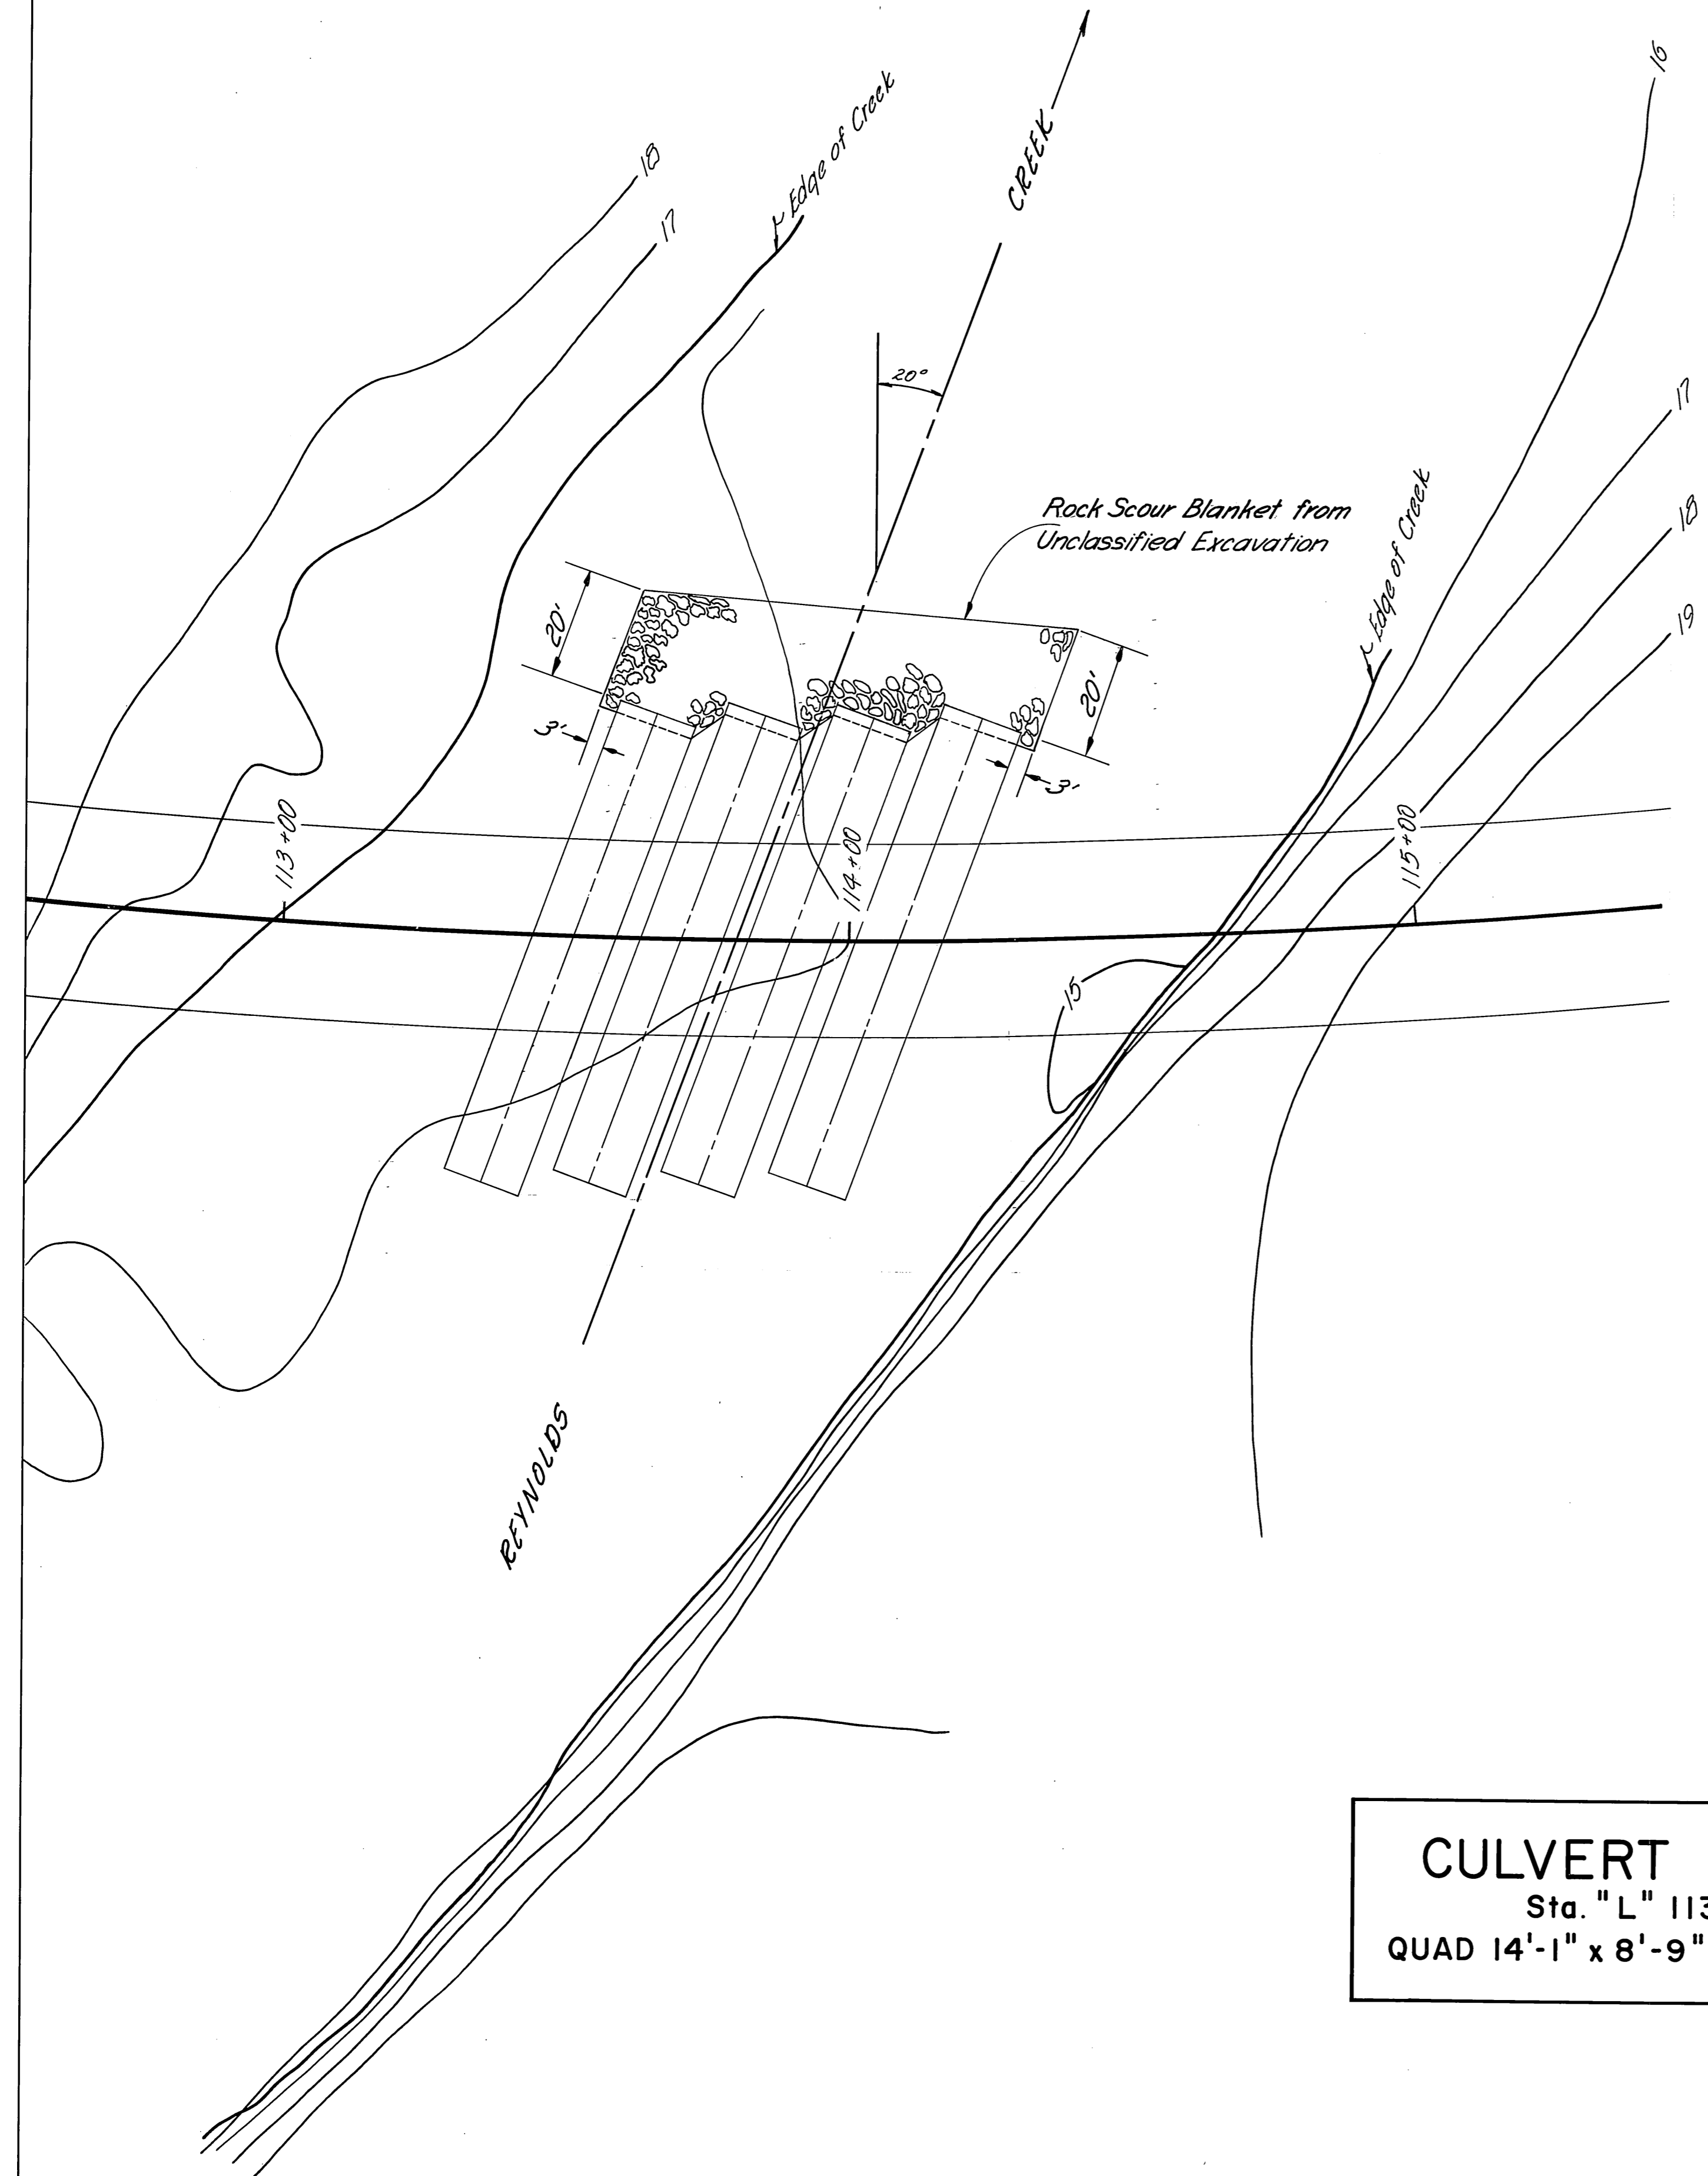 16
Edge of Creek
CREEK
18
17
20°
17
Rock Scour Blanket from
Unclassified Excavation
Edge of Creek
18
20'
19
20'
3'
3'
113+00
114+00
115+00
15
REYNOLDS
CULVERT
Sta. "L" 113
QUAD 14'-1" x 8'-9"